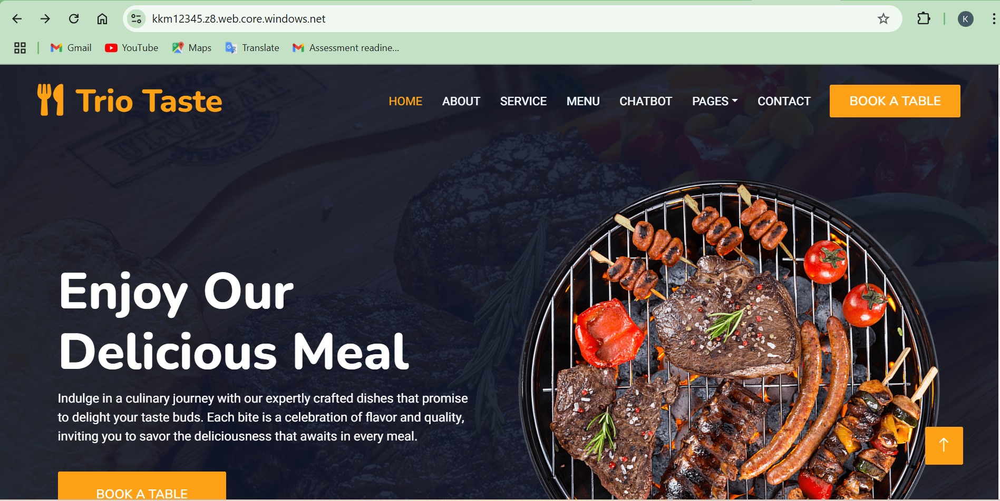 kkm12345.z8.web.core.windows.net
K
Gmail YouTube Maps Translate Assessment readine...
Trio Taste
HOME ABOUT SERVICE MENU CHATBOT PAGES CONTACT BOOK A TABLE
Enjoy Our
Delicious Meal
Indulge in a culinary journey with our expertly crafted dishes that promise
to delight your taste buds. Each bite is a celebration of flavor and quality,
inviting you to savor the deliciousness that awaits in every meal.
BOOK A TABLE